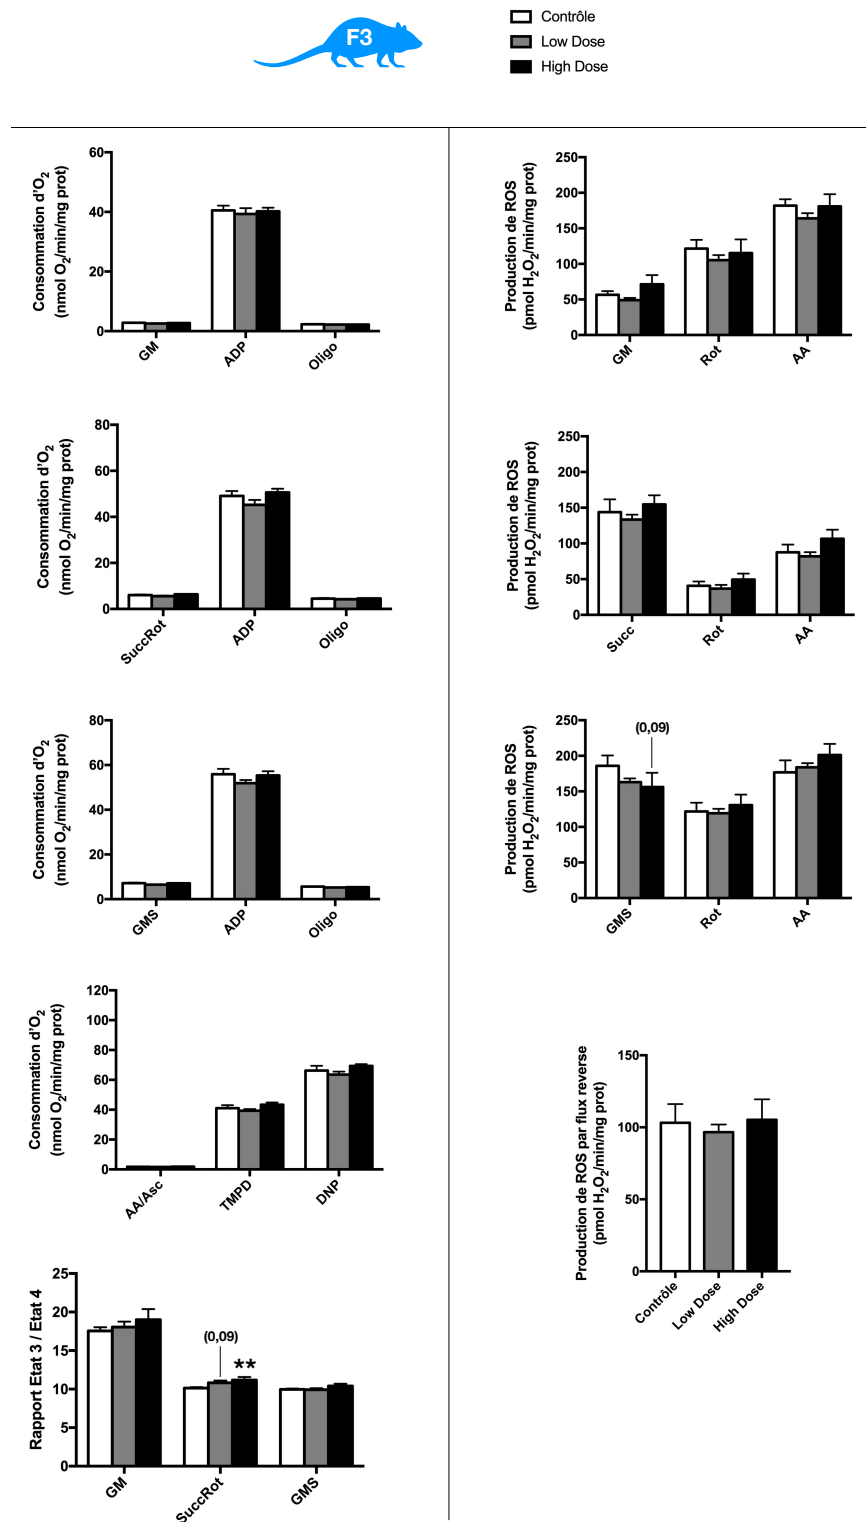 F3
Contrôle
Low Dose
High Dose
Consommation d'O2
(nmol O2/min/mg prot)
60
40
20
0
GM
ADP
Oligo
Production de ROS
(pmol H2O2/min/mg prot)
250
200
150
100
50
0
GM
Rot
AA
Consommation d'O2
(nmol O2/min/mg prot)
80
60
40
20
0
SuccRot
ADP
Oligo
Production de ROS
(pmol H2O2/min/mg prot)
250
200
150
100
50
0
Succ
Rot
AA
Consommation d'O2
(nmol O2/min/mg prot)
80
60
40
20
0
GMS
ADP
Oligo
Production de ROS
(pmol H2O2/min/mg prot)
250
200
150
100
50
0
(0,09)
GMS
Rot
AA
Consommation d'O2
(nmol O2/min/mg prot)
120
100
80
60
40
20
0
AA/Asc
TMPD
DNP
Production de ROS par flux reverse
(pmol H2O2/min/mg prot)
150
100
50
0
Contrôle
Low Dose
High Dose
Rapport Etat 3 / Etat 4
25
20
15
10
5
0
(0,09)
**
GM
SuccRot
GMS